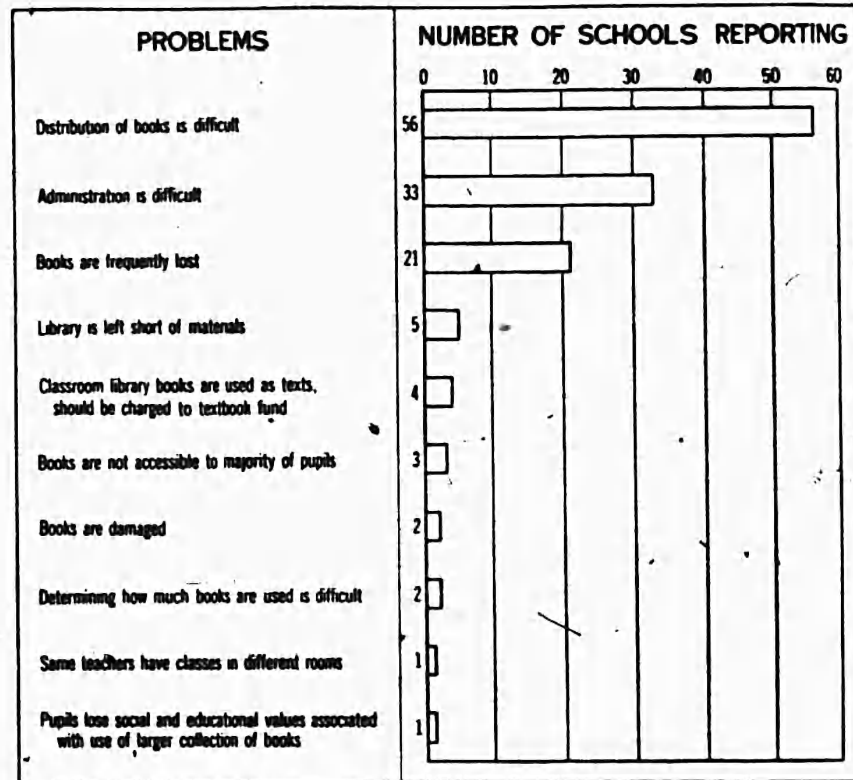 PROBLEMS
NUMBER OF SCHOOLS REPORTING
0 10 20 30 40 50 60
Distribution of books is difficult 56
Administration is difficult 33
Books are frequently lost 21
Library is left short of materials 5
Classroom library books are used as texts,
should be charged to textbook fund 4
Books are not accessible to majority of pupils 3
Books are damaged 2
Determining how much books are used is difficult 2
Same teachers have classes in different rooms 1
Pupils lose social and educational values associated
with use of larger collection of books 1